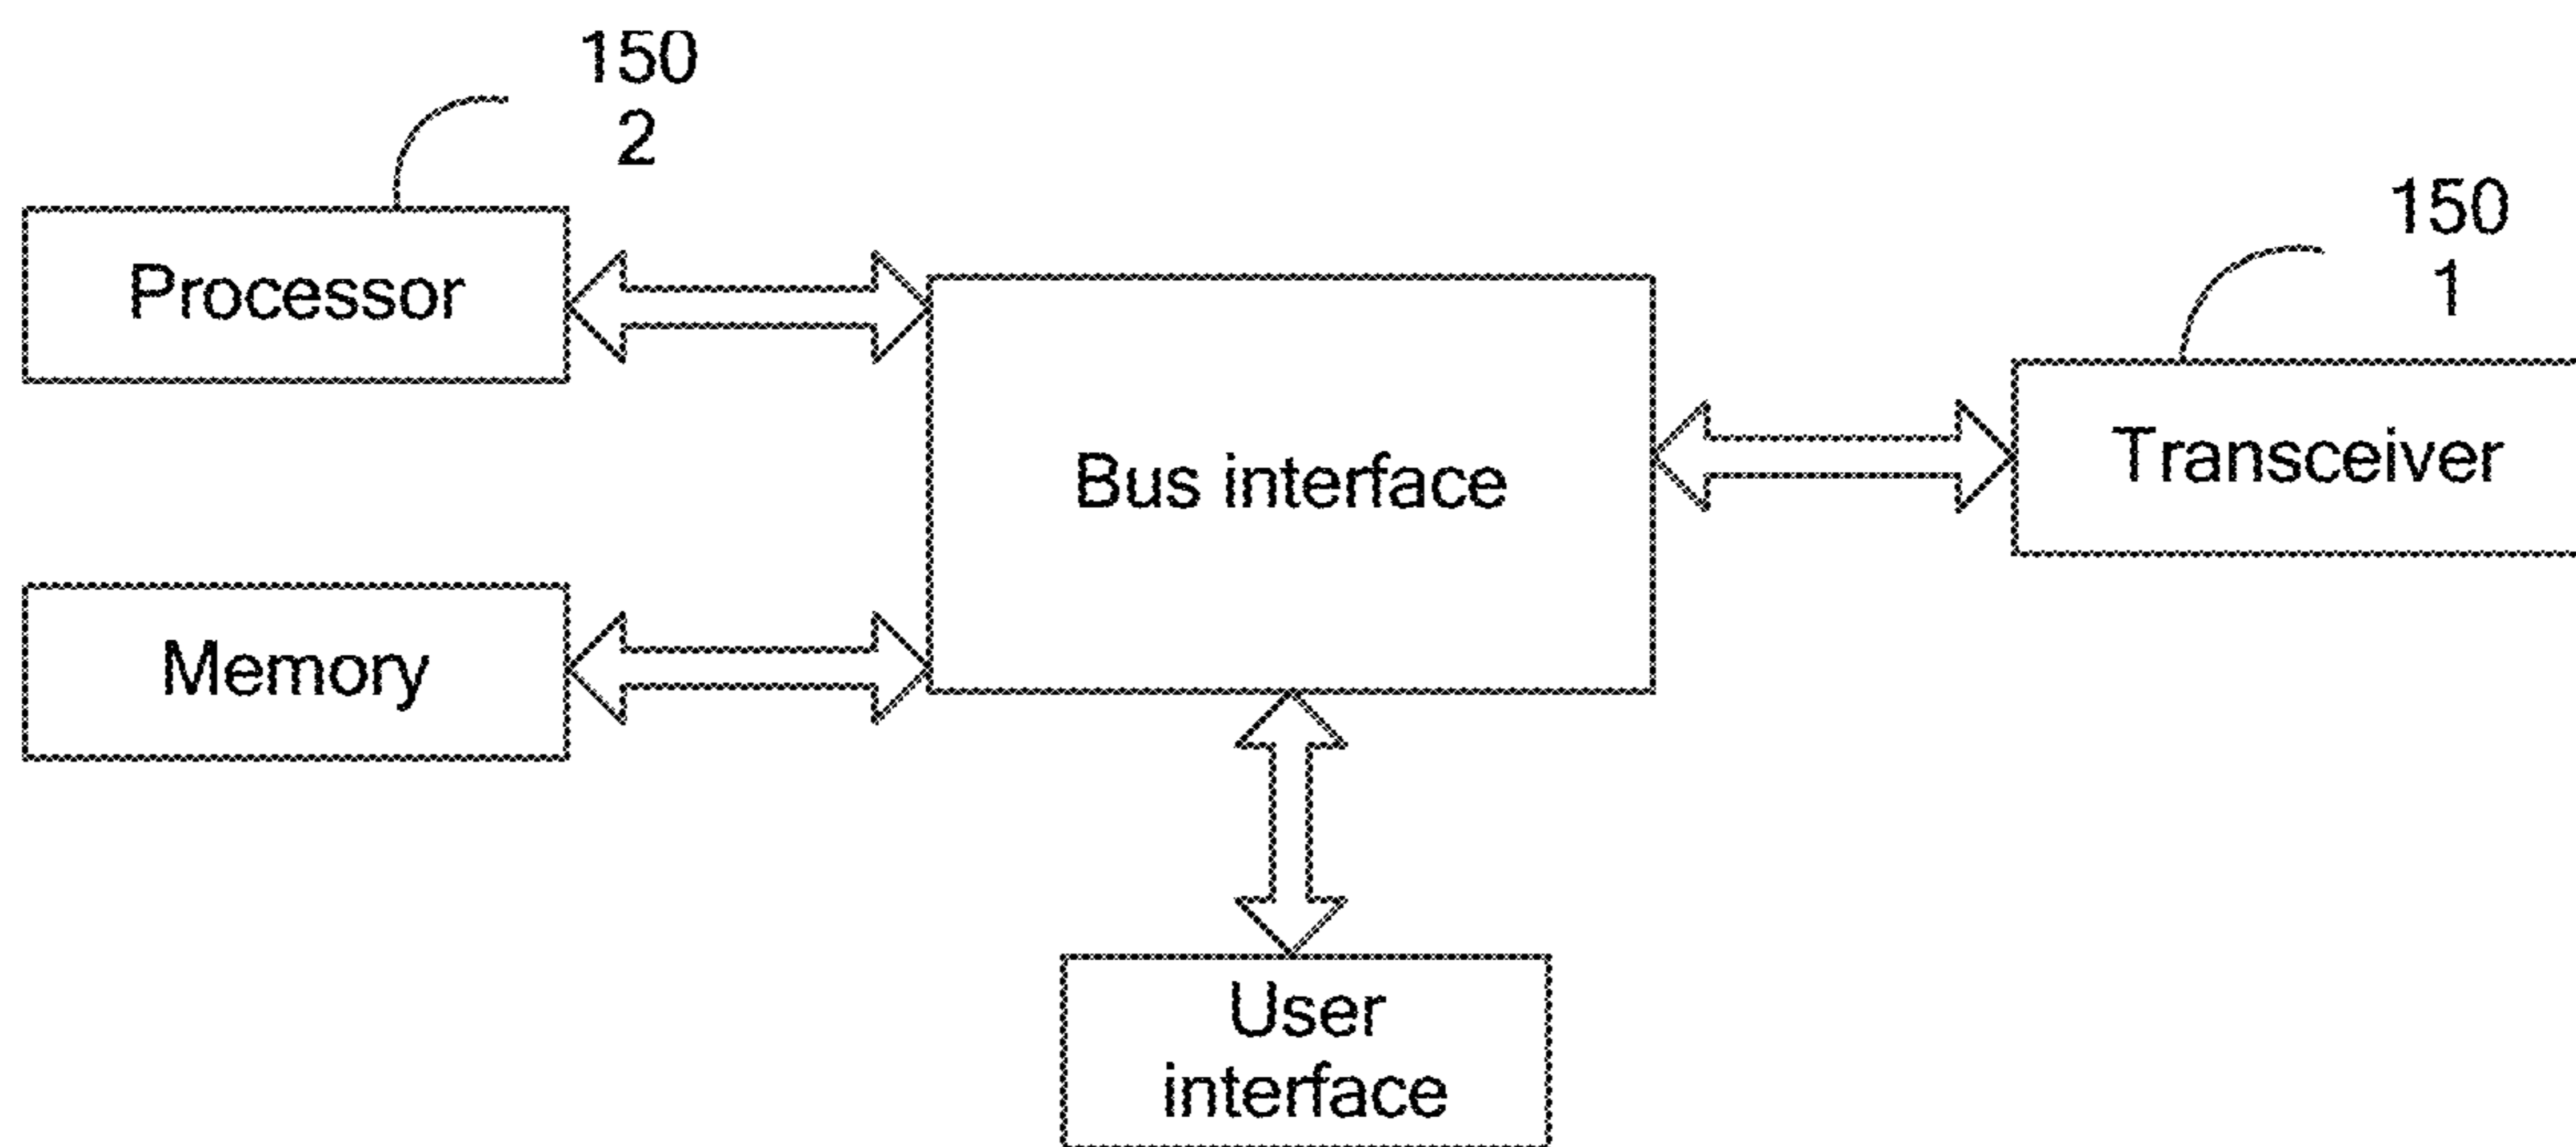 150
2
150
1
Processor
Bus interface
Transceiver
Memory
User
interface